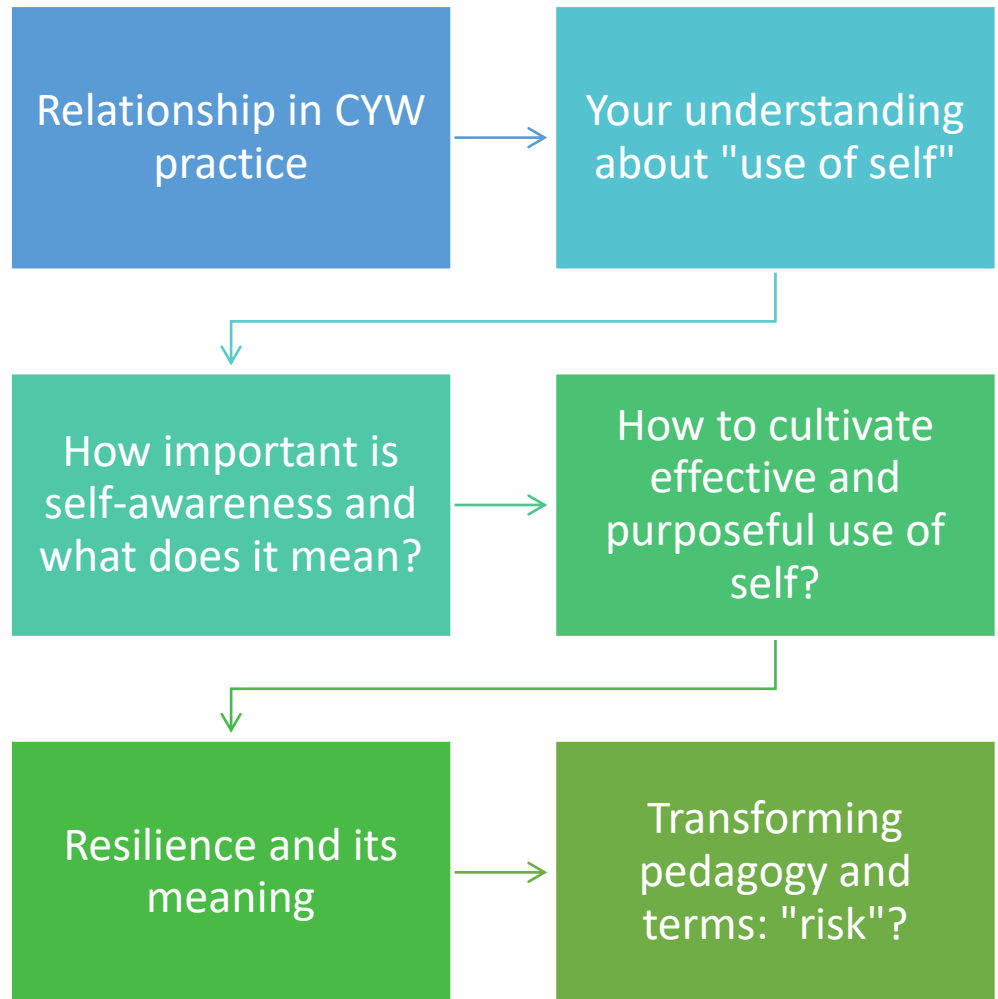 Relationship in CYW
practice
Your understanding
about "use of self"
How important is
self-awareness and
what does it mean?
How to cultivate
effective and
purposeful use of
self?
Resilience and its
meaning
Transforming
pedagogy and
terms: "risk"?